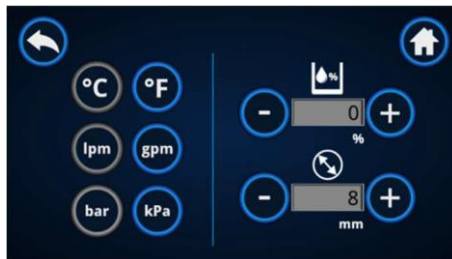 °C °F
%
- 0 +
%
lpm gpm
- 8 +
mm
bar kPa